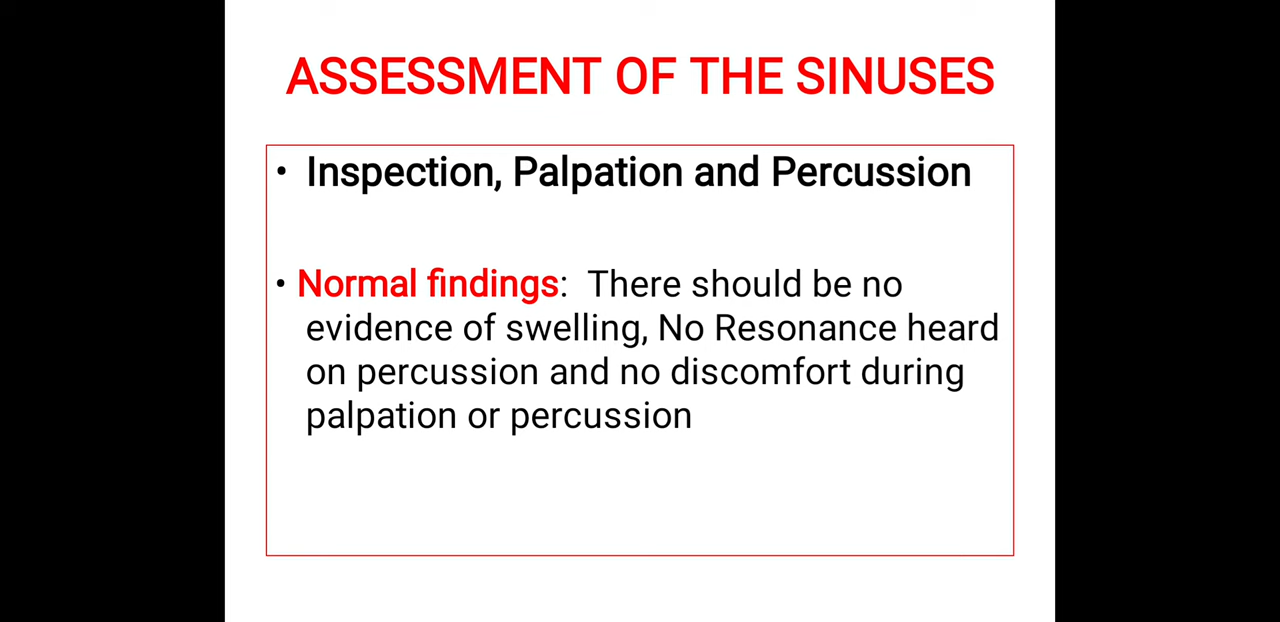 ASSESSMENT OF THE SINUSES
• Inspection, Palpation and Percussion
• Normal findings: There should be no
evidence of swelling, No Resonance heard
on percussion and no discomfort during
palpation or percussion